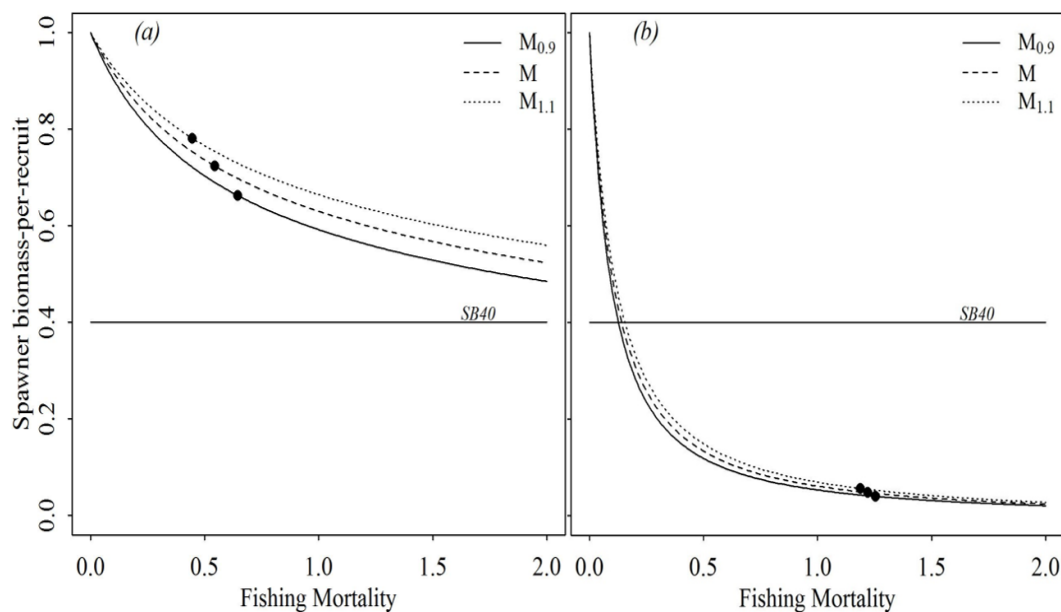 (a)
M0.9
M
M1.1
SB40
(b)
M0.9
M
M1.1
SB40
Spawner biomass-per-recruit
1.0
0.8
0.6
0.4
0.2
0.0
0.0 0.5 1.0 1.5 2.0
0.0 0.5 1.0 1.5 2.0
Fishing Mortality
Fishing Mortality